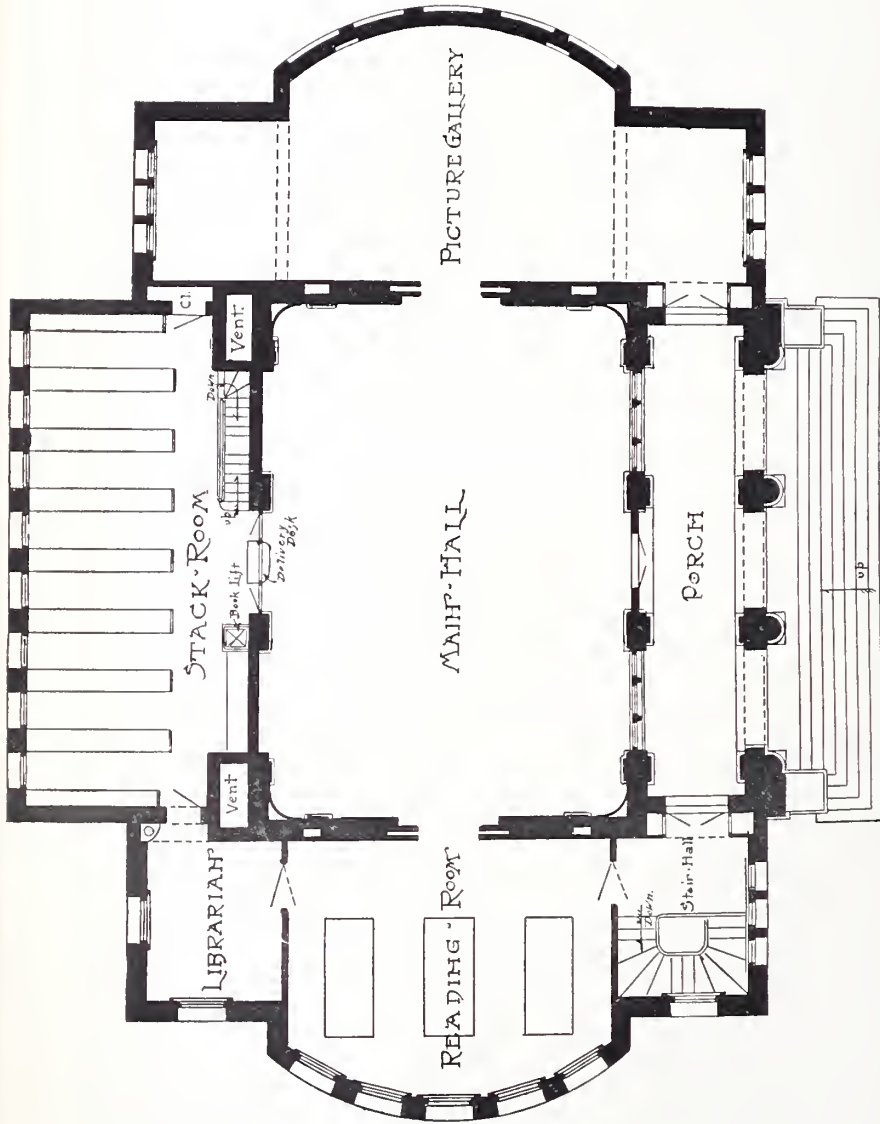 PICTURE GALLERY
Cl.
Vent.
Down
up
STACK·ROOM
Book Lift
Delivery
Desk
MAIN·HALL
PORCH
up
Vent
LIBRARIAN
READING·ROOM
Stair·Hall
Down.